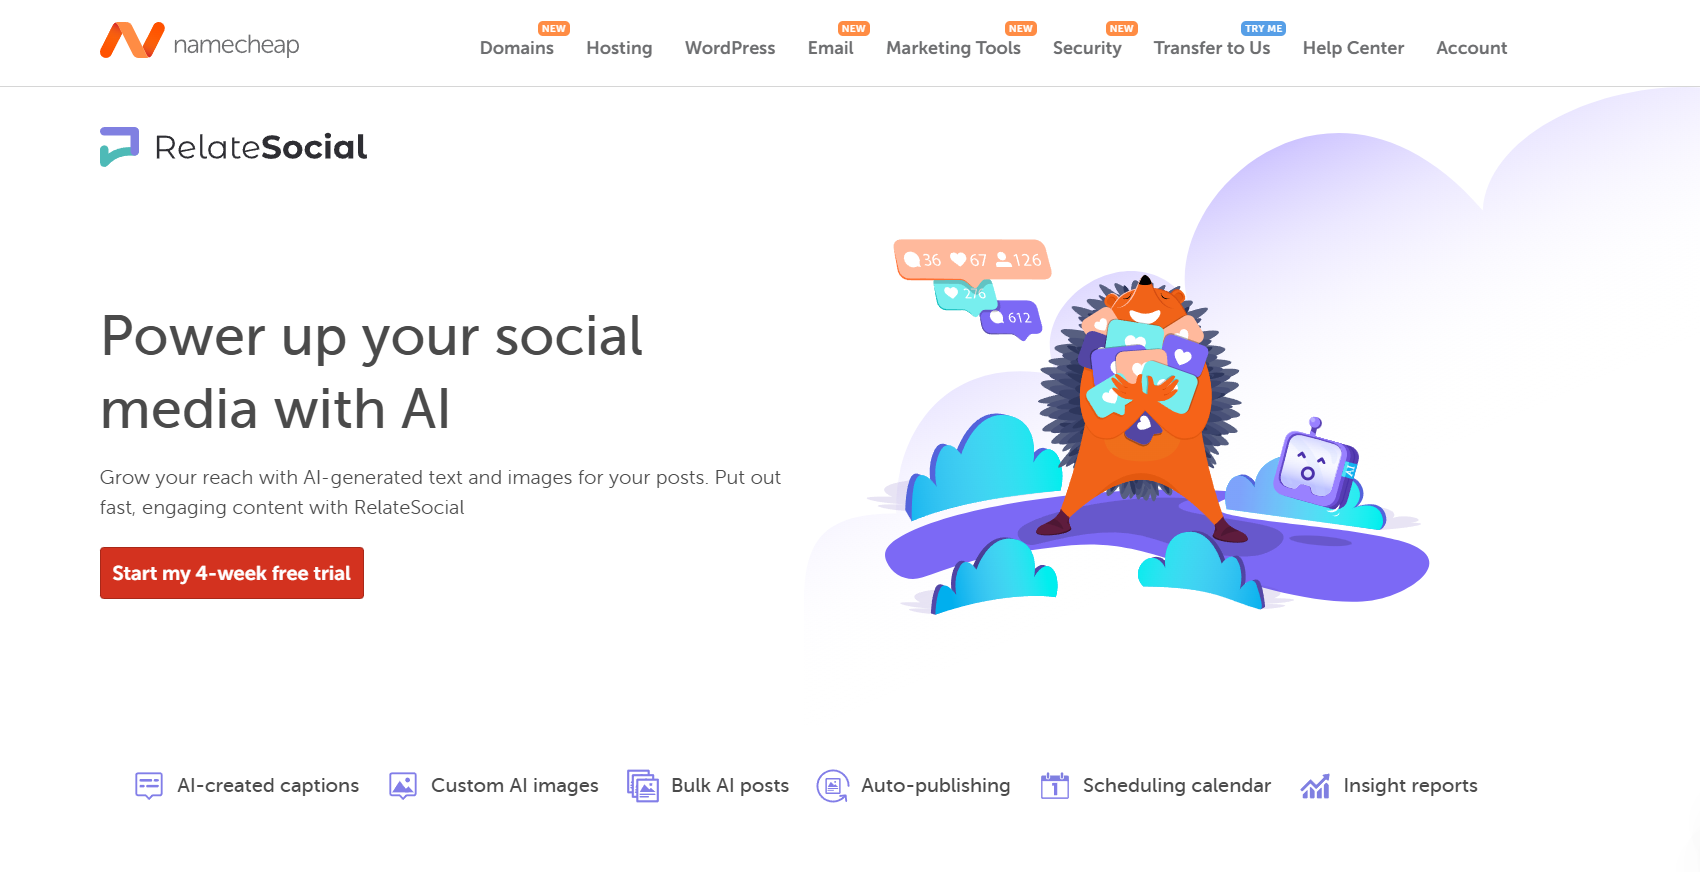 namecheap
Domains NEW
Hosting
WordPress
Email NEW
Marketing Tools NEW
Security NEW
Transfer to Us TRY ME
Help Center
Account
RelateSocial
36 67 126
276
612
Power up your social
media with AI
Grow your reach with AI-generated text and images for your posts. Put out
fast, engaging content with RelateSocial
Start my 4-week free trial
AI-created captions
Custom AI images
Bulk AI posts
Auto-publishing
Scheduling calendar
1
Insight reports